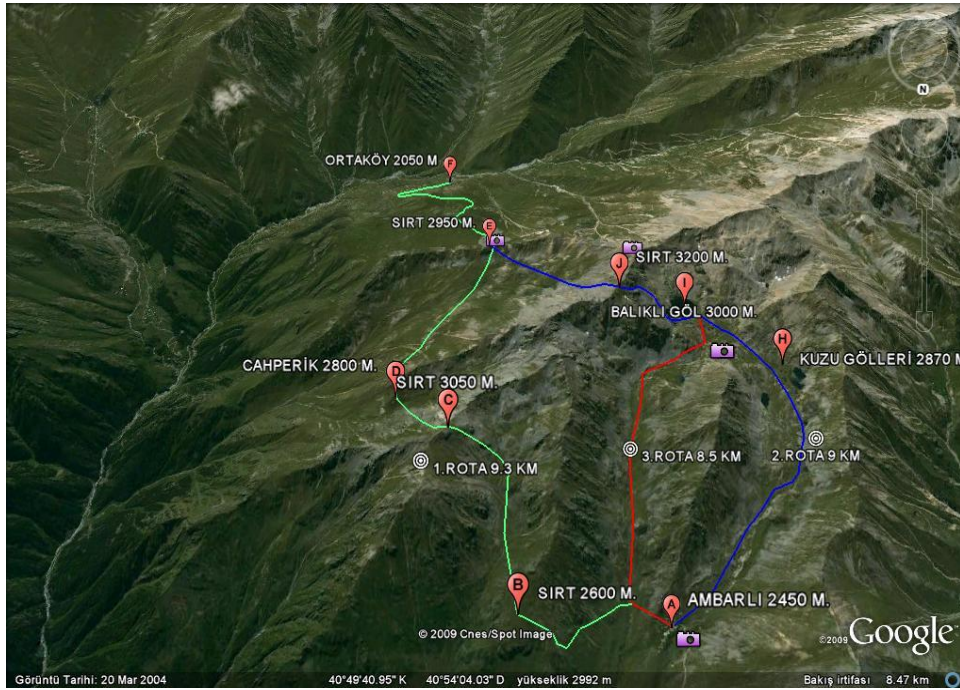 N
ORTAKÖY 2050 M
F
SIRT 2950 M.
E
J
SIRT 3200 M.
I
BALIKLI GÖL 3000 M.
H
KUZU GÖLLERİ 2870 M
CAHPERİK 2800 M.
D
SIRT 3050 M.
C
1.ROTA 9.3 KM
3.ROTA 8.5 KM
2.ROTA 9 KM
B
SIRT 2600 M.
A
AMBARLI 2450 M.
© 2009 Cnes/Spot Image
©2009 Google
Görüntü Tarihi: 20 Mar 2004 40°49'40.95" K 40°54'04.03" D yükseklik 2992 m Bakış irtifası 8.47 km